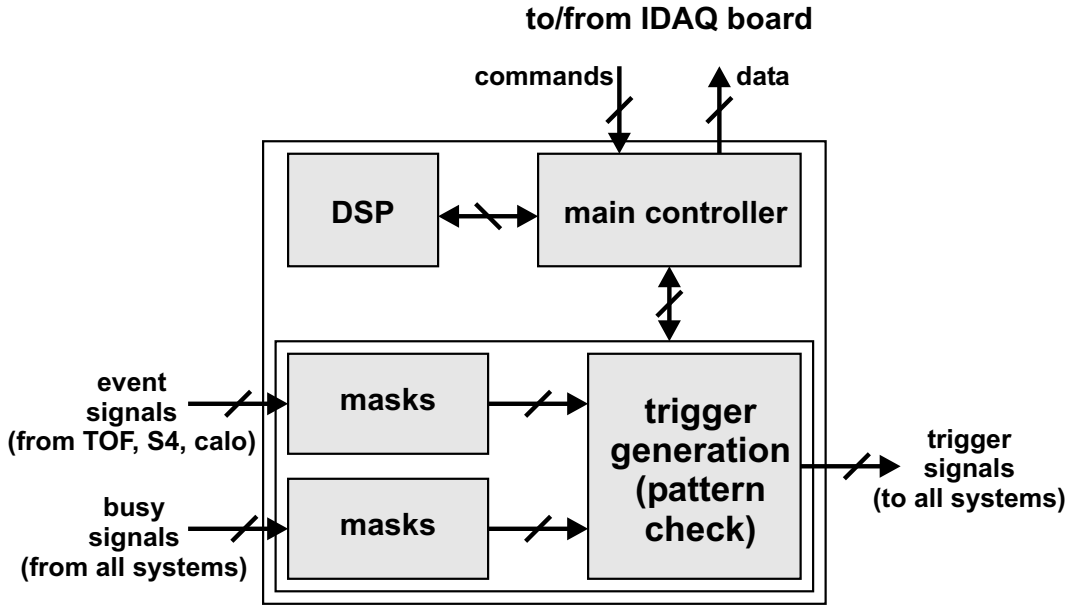 to/from IDAQ board
commands
data
DSP
main controller
event
signals
(from TOF, S4, calo)
masks
trigger
generation
(pattern
check)
trigger
signals
(to all systems)
busy
signals
(from all systems)
masks